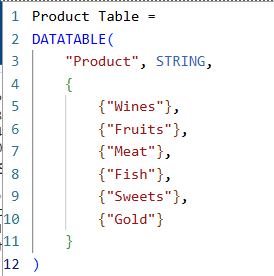 1 Product Table =
2 DATATABLE(
3 "Product", STRING,
4 {
5 {"Wines"},
6 {"Fruits"},
7 {"Meat"},
8 {"Fish"},
9 {"Sweets"},
10 {"Gold"}
11 }
12 )